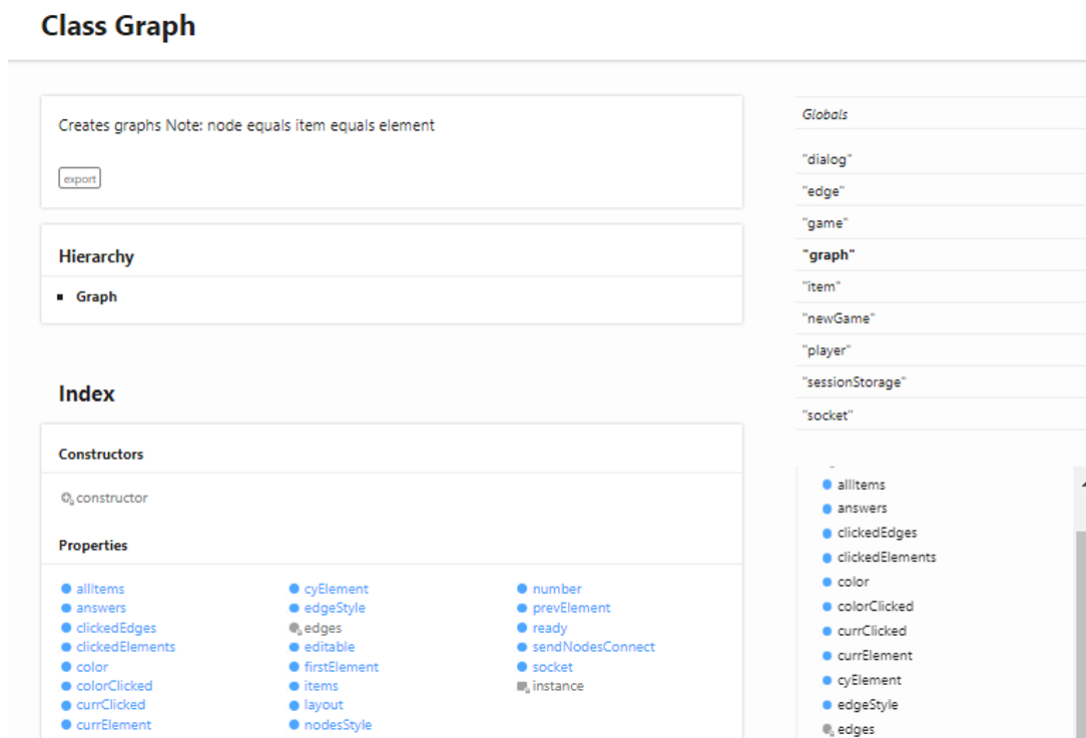 Class Graph
Creates graphs Note: node equals item equals element
export
Hierarchy
Graph
Index
Constructors
constructor
Properties
allItems
answers
clickedEdges
clickedElements
color
colorClicked
currClicked
currElement
cyElement
edgeStyle
edges
editable
firstElement
items
layout
nodesStyle
number
prevElement
ready
sendNodesConnect
socket
instance
Globals
"dialog"
"edge"
"game"
"graph"
"item"
"newGame"
"player"
"sessionStorage"
"socket"
allItems
answers
clickedEdges
clickedElements
color
colorClicked
currClicked
currElement
cyElement
edgeStyle
edges